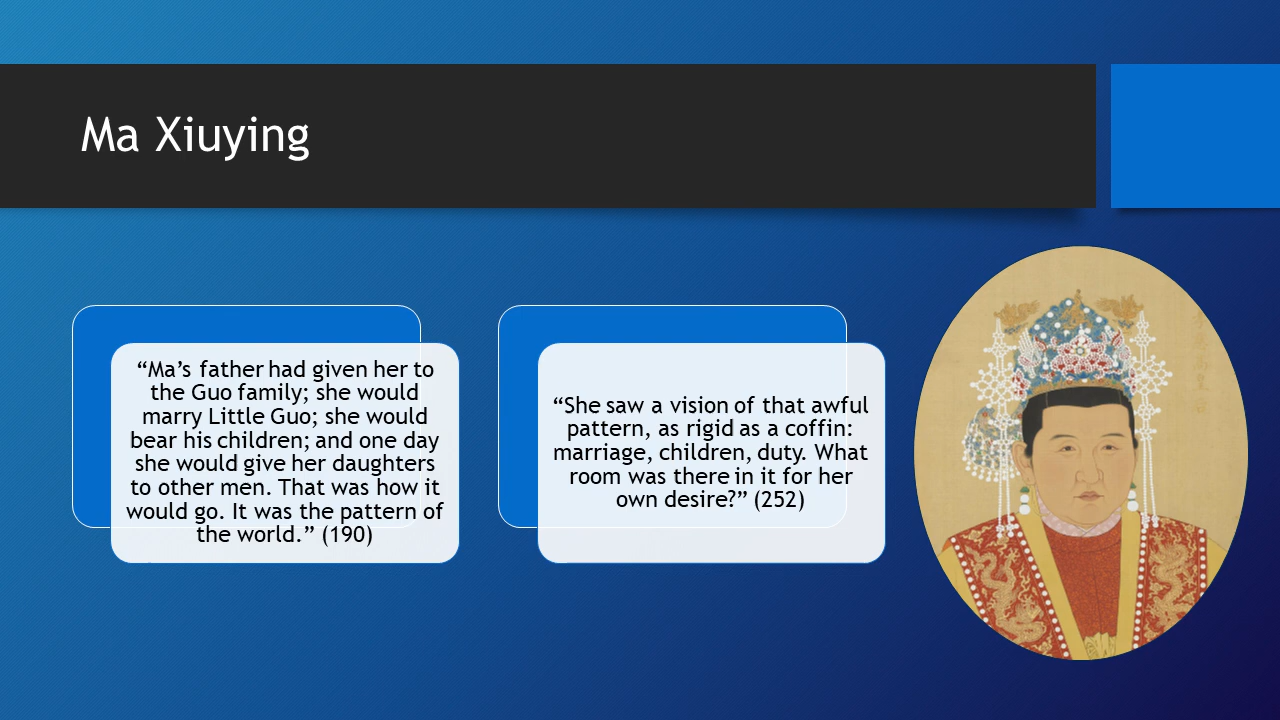 Ma Xiuying
“Ma’s father had given her to
the Guo family; she would
marry Little Guo; she would
bear his children; and one day
she would give her daughters
to other men. That was how it
would go. It was the pattern of
the world.” (190)
“She saw a vision of that awful
pattern, as rigid as a coffin:
marriage, children, duty. What
room was there in it for her
own desire?” (252)